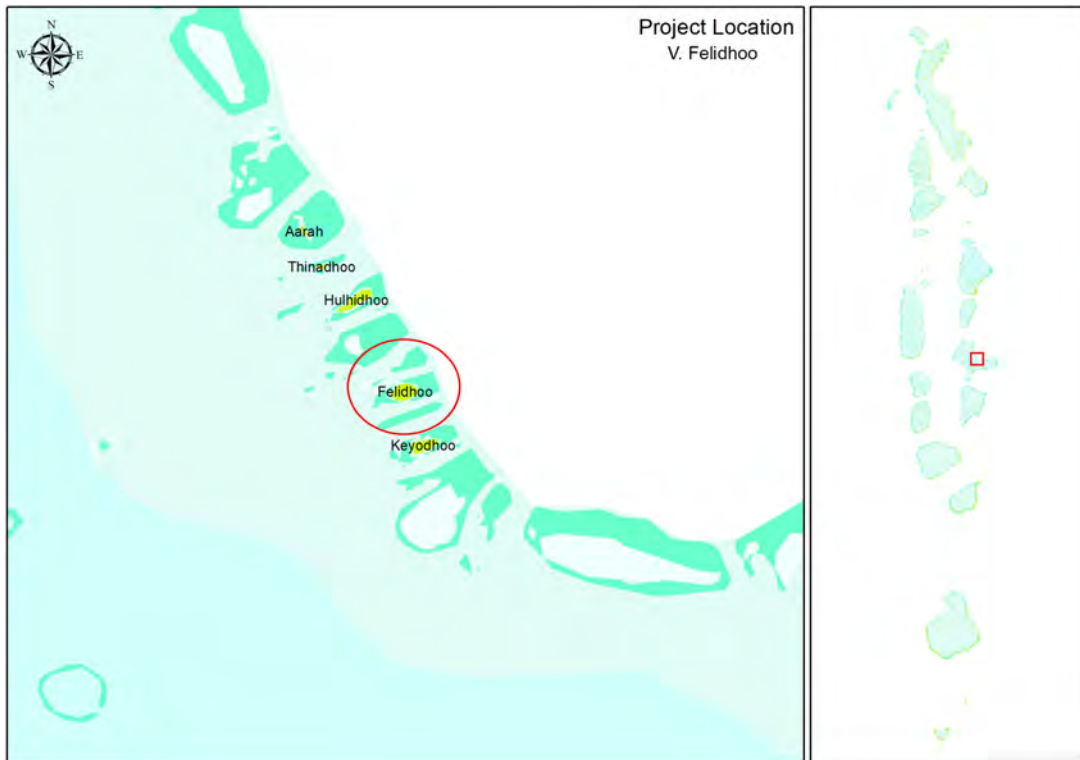 N
W E
S
Project Location
V. Felidhoo
Aarah
Thinadhoo
Hulhidhoo
Felidhoo
Keyodhoo